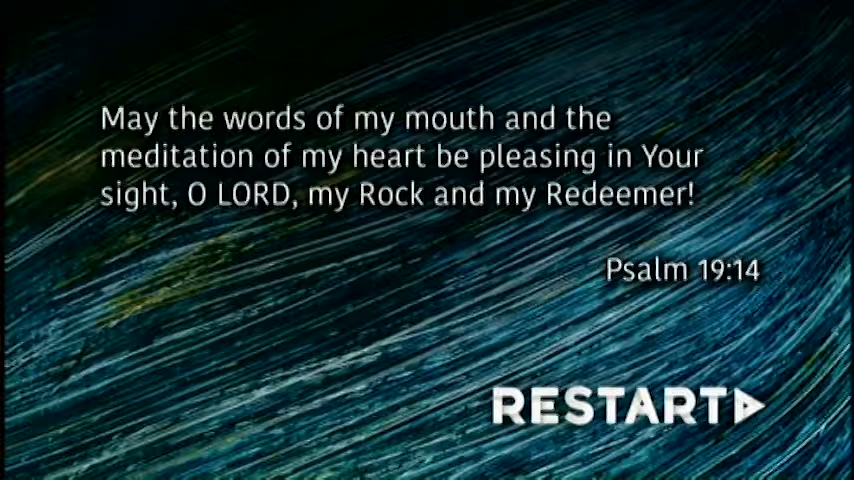 May the words of my mouth and the
meditation of my heart be pleasing in Your
sight, O LORD, my Rock and my Redeemer!
Psalm 19:14
RESTART